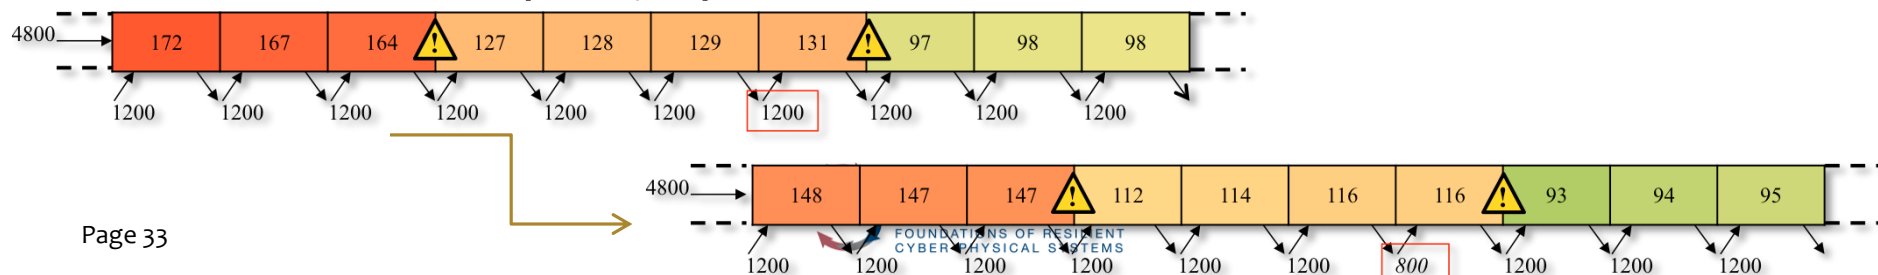 4800 172 167 164 ! 127 128 129 131 ! 97 98 98
1200 1200 1200 1200 1200 1200 1200 1200 1200 1200
4800 148 147 147 ! 112 114 116 116 ! 93 94 95
Page 33
FOUNDATIONS OF RESILIENT
CYBER-PHYSICAL SYSTEMS
1200 1200 1200 1200 1200 1200 800 1200 1200 1200